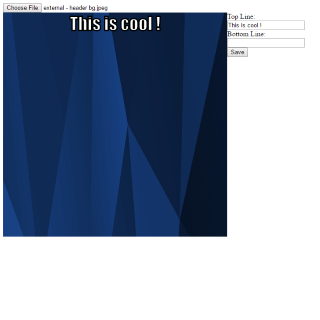 Choose File external - header bg.jpeg
This is cool !
Top Line:
This is cool !
Bottom Line:
Save